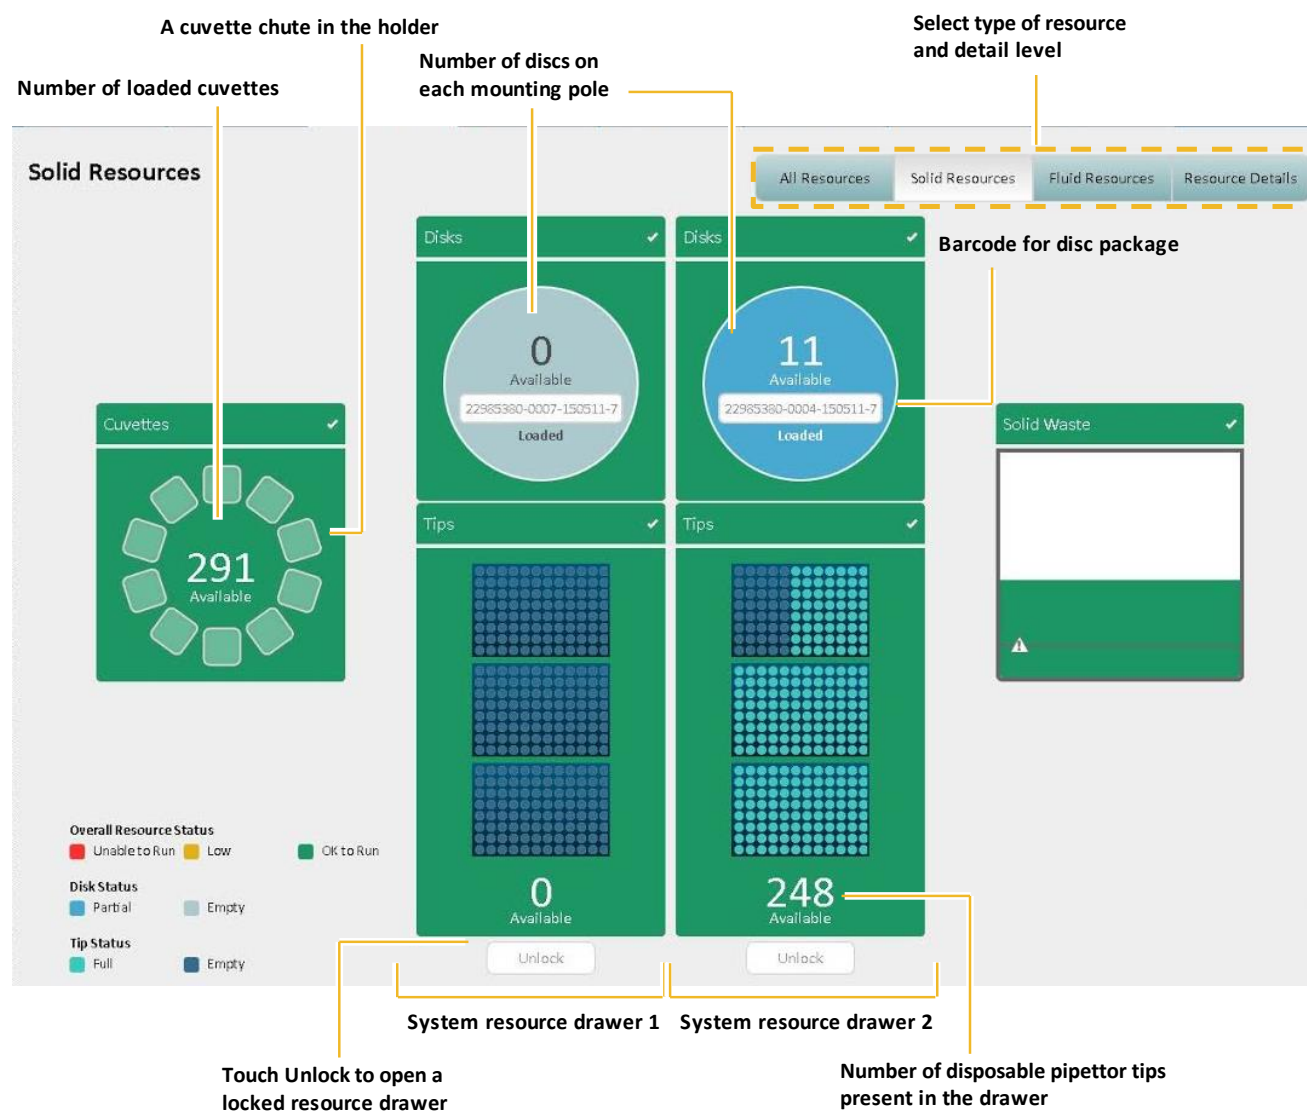 A cuvette chute in the holder
Select type of resource
and detail level
Number of discs on
each mounting pole
Number of loaded cuvettes
Solid Resources
All Resources
Solid Resources
Fluid Resources
Resource Details
Disks
Disks
Barcode for disc package
0
Available
22985380-0007-150511-7
Loaded
11
Available
22985380-0004-150511-7
Loaded
Cuvettes
291
Available
Solid Waste
Tips
Tips
0
Available
248
Available
Overall Resource Status
Unable to Run
Low
OK to Run
Disk Status
Partial
Empty
Tip Status
Full
Empty
Unlock
Unlock
System resource drawer 1
System resource drawer 2
Touch Unlock to open a
locked resource drawer
Number of disposable pipettor tips
present in the drawer